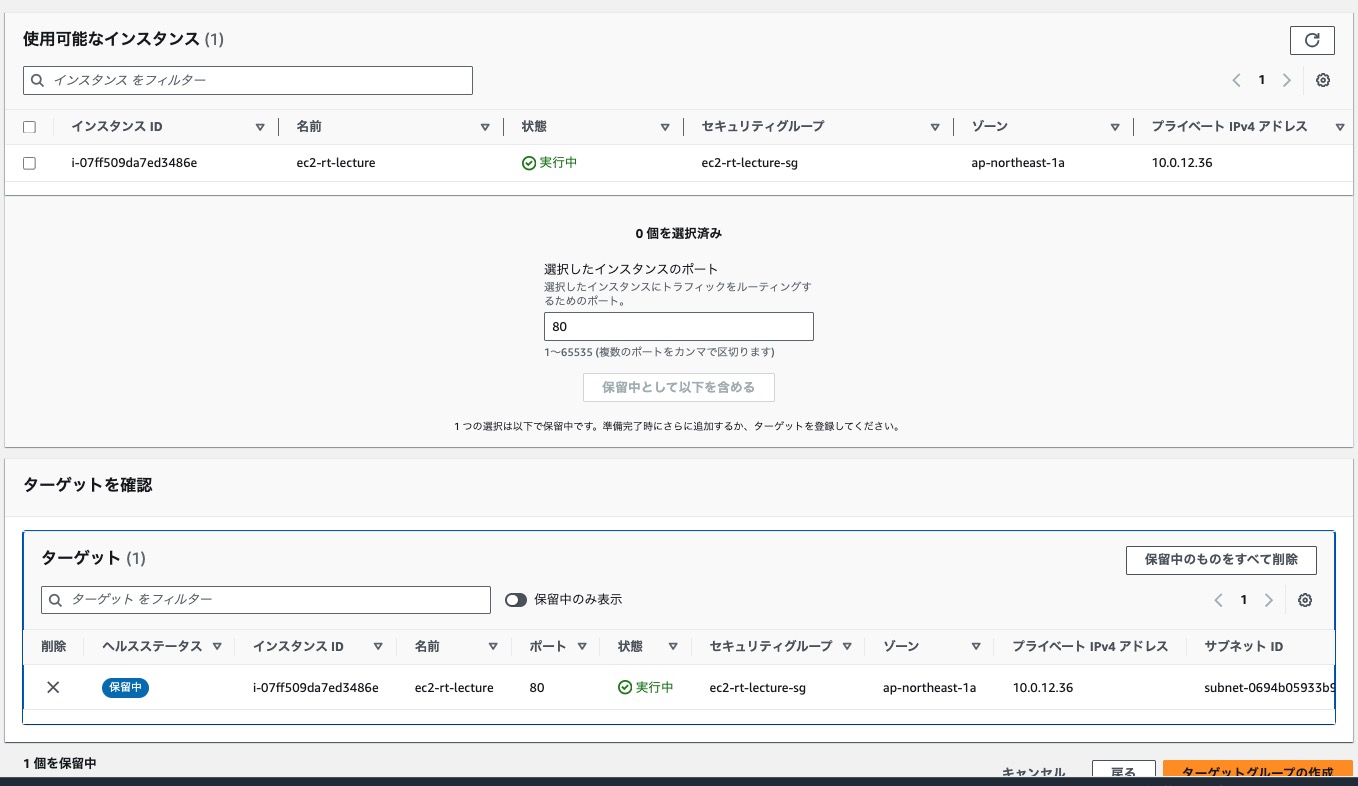 使用可能なインスタンス (1)
インスタンス をフィルター
1
インスタンス ID 名前 状態 セキュリティグループ ゾーン プライベート IPv4 アドレス
i-07ff509da7ed3486e ec2-rt-lecture 実行中 ec2-rt-lecture-sg ap-northeast-1a 10.0.12.36
0 個を選択済み
選択したインスタンスのポート
選択したインスタンスにトラフィックをルーティングす
るためのポート。
80
1〜65535 (複数のポートをカンマで区切ります)
保留中として以下を含める
1 つの選択は以下で保留中です。準備完了時にさらに追加するか、ターゲットを登録してください。
ターゲットを確認
ターゲット (1)
保留中のものをすべて削除
ターゲット をフィルター
保留中のみ表示
1
削除 ヘルスステータス インスタンス ID 名前 ポート 状態 セキュリティグループ ゾーン プライベート IPv4 アドレス サブネット ID
保留中 i-07ff509da7ed3486e ec2-rt-lecture 80 実行中 ec2-rt-lecture-sg ap-northeast-1a 10.0.12.36 subnet-0694b05933b9
1 個を保留中
キャンセル 戻る ターゲットグループの作成